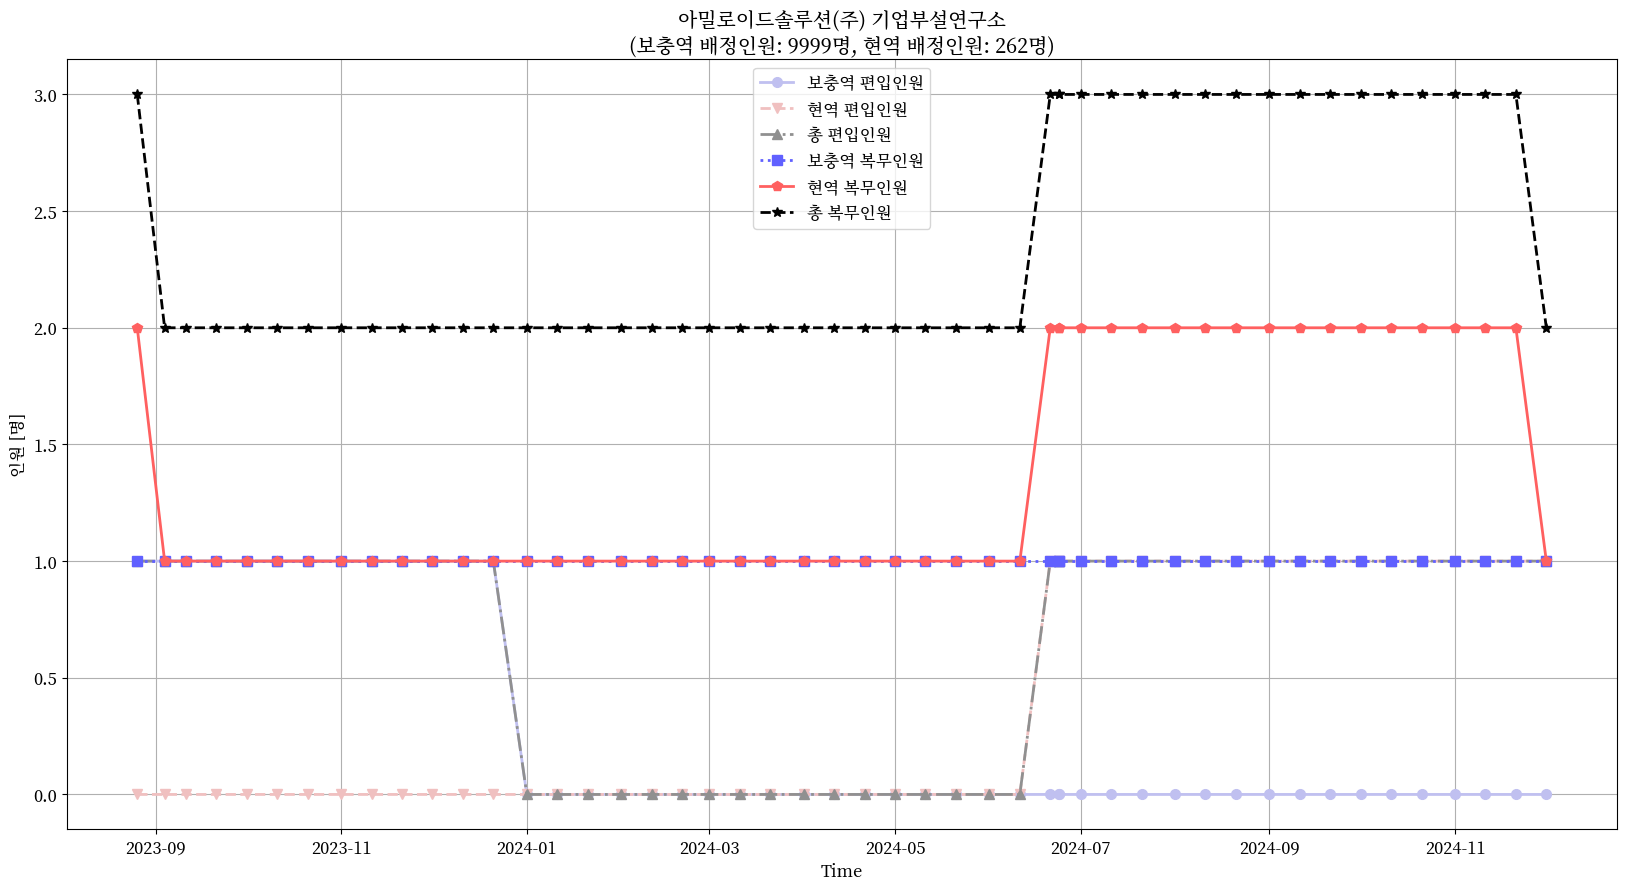 아밀로이드솔루션(주) 기업부설연구소
(보충역 배정인원: 9999명, 현역 배정인원: 262명)
보충역 편입인원
현역 편입인원
총 편입인원
보충역 복무인원
현역 복무인원
총 복무인원
3.0
2.5
2.0
1.5
1.0
0.5
0.0
인원 [명]
2023-09 2023-11 2024-01 2024-03 2024-05 2024-07 2024-09 2024-11
Time